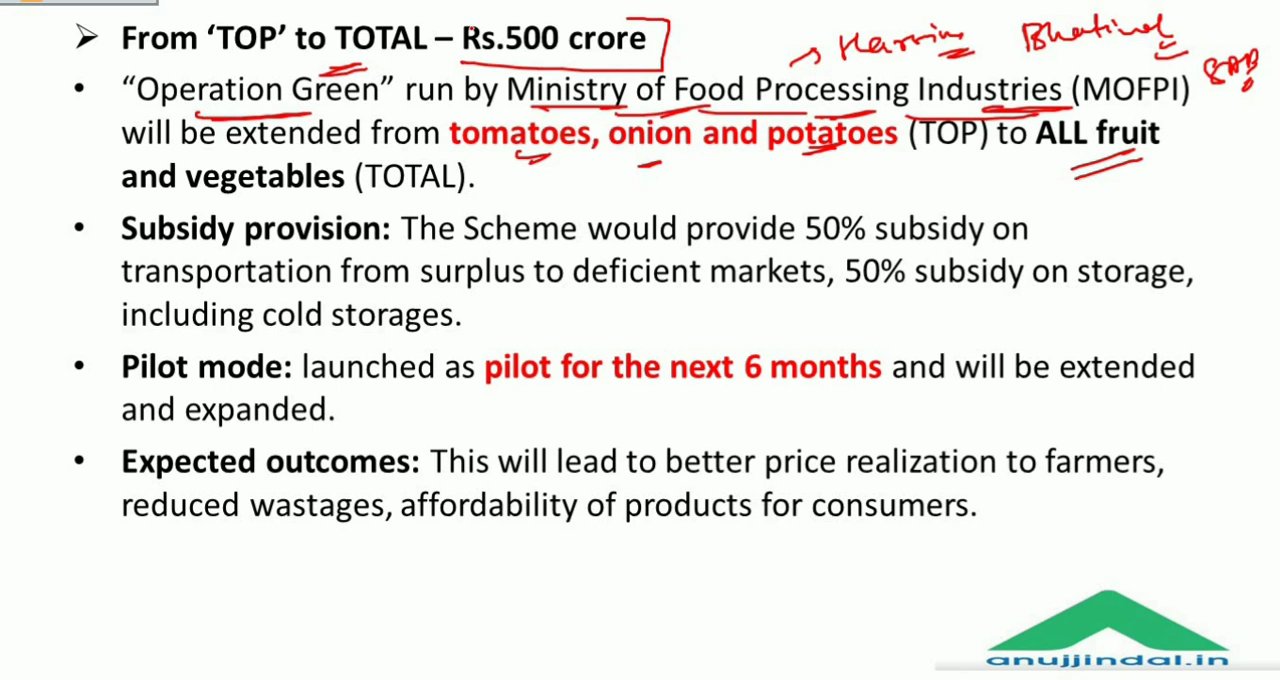 ➤ From ‘TOP’ to TOTAL – Rs.500 crore
• “Operation Green” run by Ministry of Food Processing Industries (MOFPI)
will be extended from tomatoes, onion and potatoes (TOP) to ALL fruit
and vegetables (TOTAL).
• Subsidy provision: The Scheme would provide 50% subsidy on
transportation from surplus to deficient markets, 50% subsidy on storage,
including cold storages.
• Pilot mode: launched as pilot for the next 6 months and will be extended
and expanded.
• Expected outcomes: This will lead to better price realization to farmers,
reduced wastages, affordability of products for consumers.
anujjindal.in